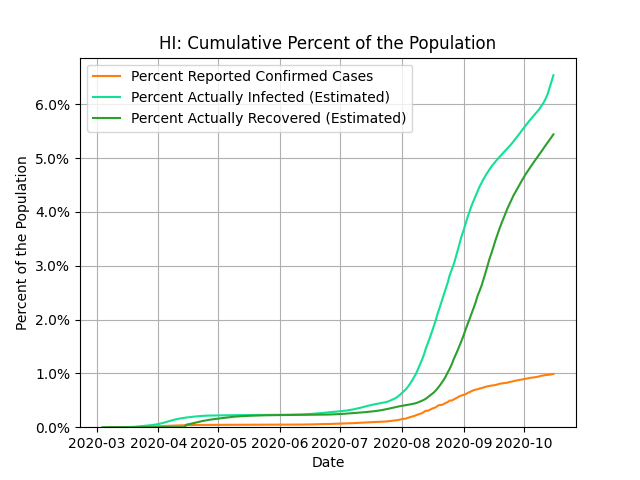 HI: Cumulative Percent of the Population
Percent Reported Confirmed Cases
Percent Actually Infected (Estimated)
Percent Actually Recovered (Estimated)
Percent of the Population
6.0%
5.0%
4.0%
3.0%
2.0%
1.0%
0.0%
2020-03 2020-04 2020-05 2020-06 2020-07 2020-08 2020-09 2020-10
Date